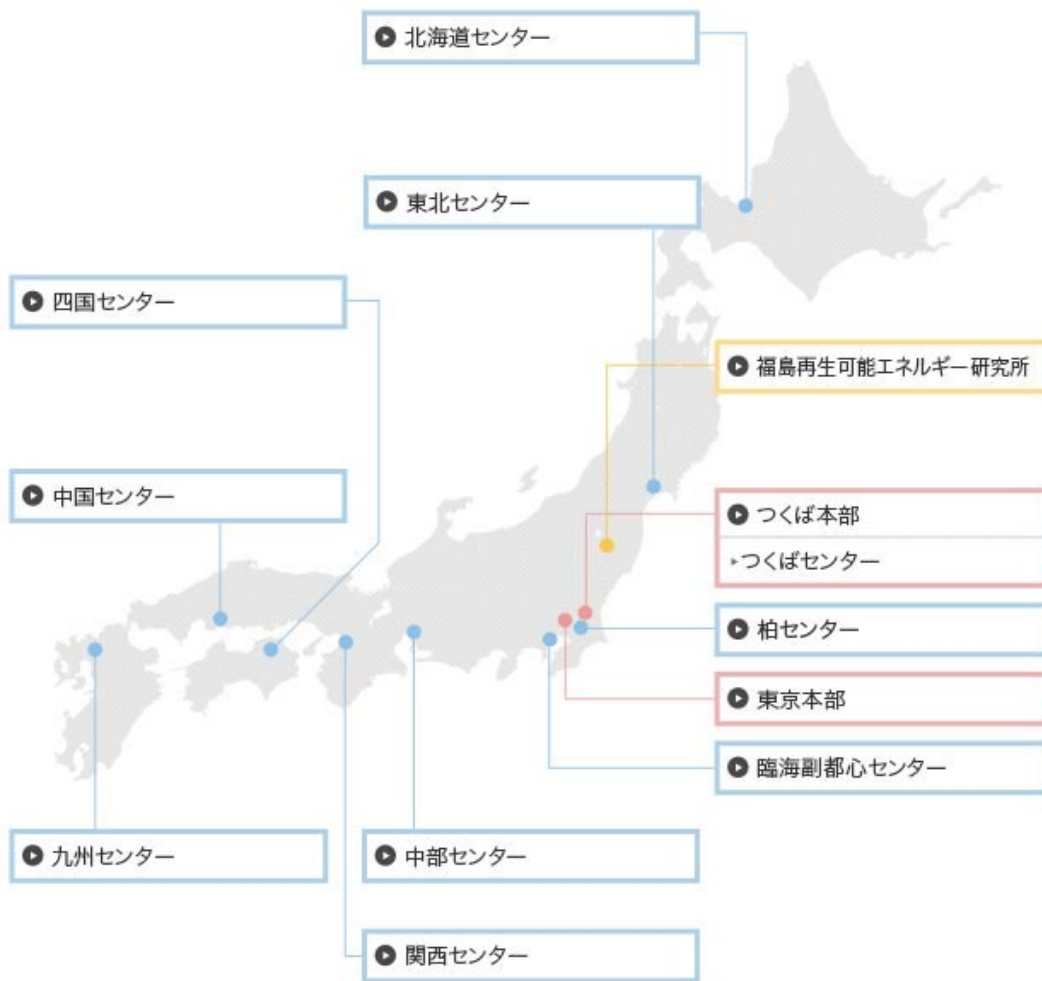 北海道センター
東北センター
四国センター
福島再生可能エネルギー研究所
中国センター
つくば本部
つくばセンター
柏センター
東京本部
臨海副都心センター
九州センター
中部センター
関西センター